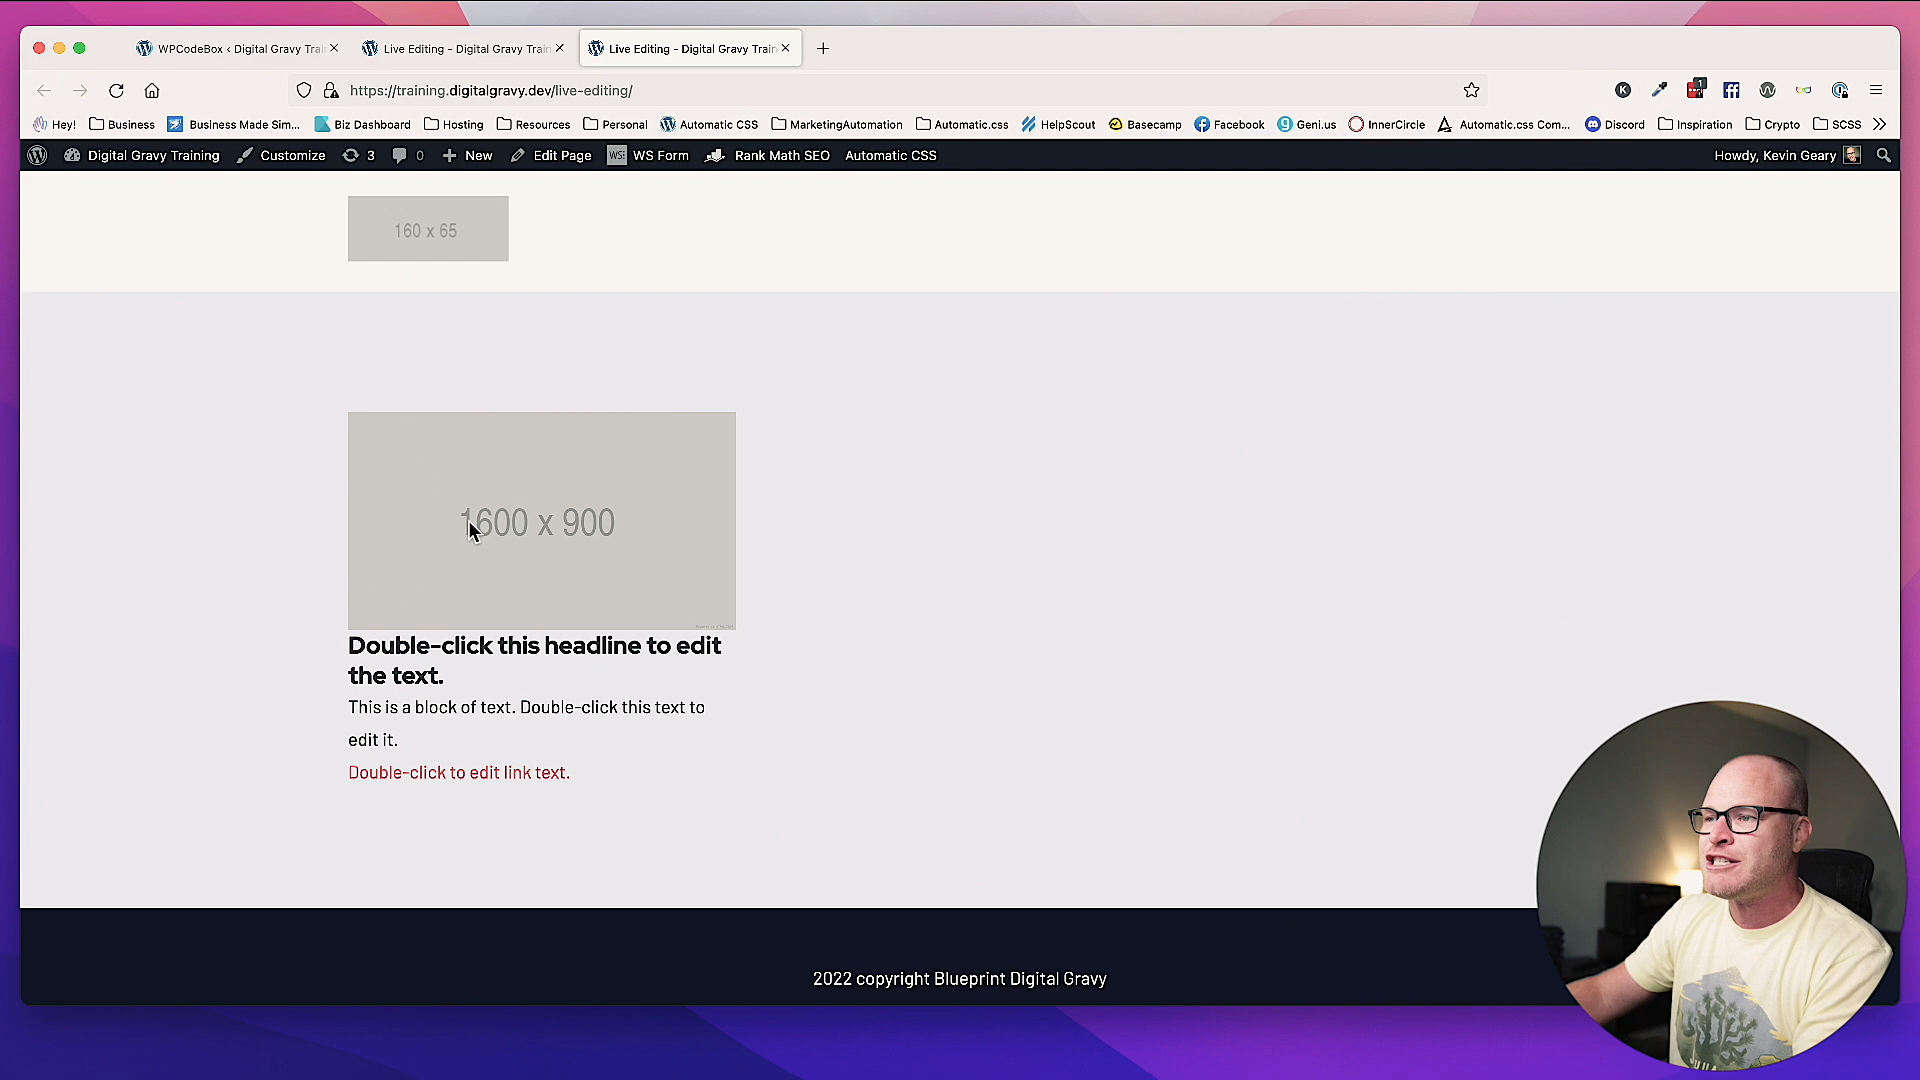 WPCodeBox ‹ Digital Gravy Trai
Live Editing - Digital Gravy Train
Live Editing - Digital Gravy Train
https://training.digitalgravy.dev/live-editing/
K
1
Hey!
Business
Business Made Sim...
Biz Dashboard
Hosting
Resources
Personal
Automatic CSS
MarketingAutomation
Automatic.css
HelpScout
Basecamp
Facebook
Geni.us
InnerCircle
Automatic.css Com...
Discord
Inspiration
Crypto
SCSS
Digital Gravy Training
Customize
3
0
New
Edit Page
WS Form
Rank Math SEO
Automatic CSS
Howdy, Kevin Geary
160 x 65
1600 x 900
Double-click this headline to edit
the text.
This is a block of text. Double-click this text to
edit it.
Double-click to edit link text.
2022 copyright Blueprint Digital Gravy